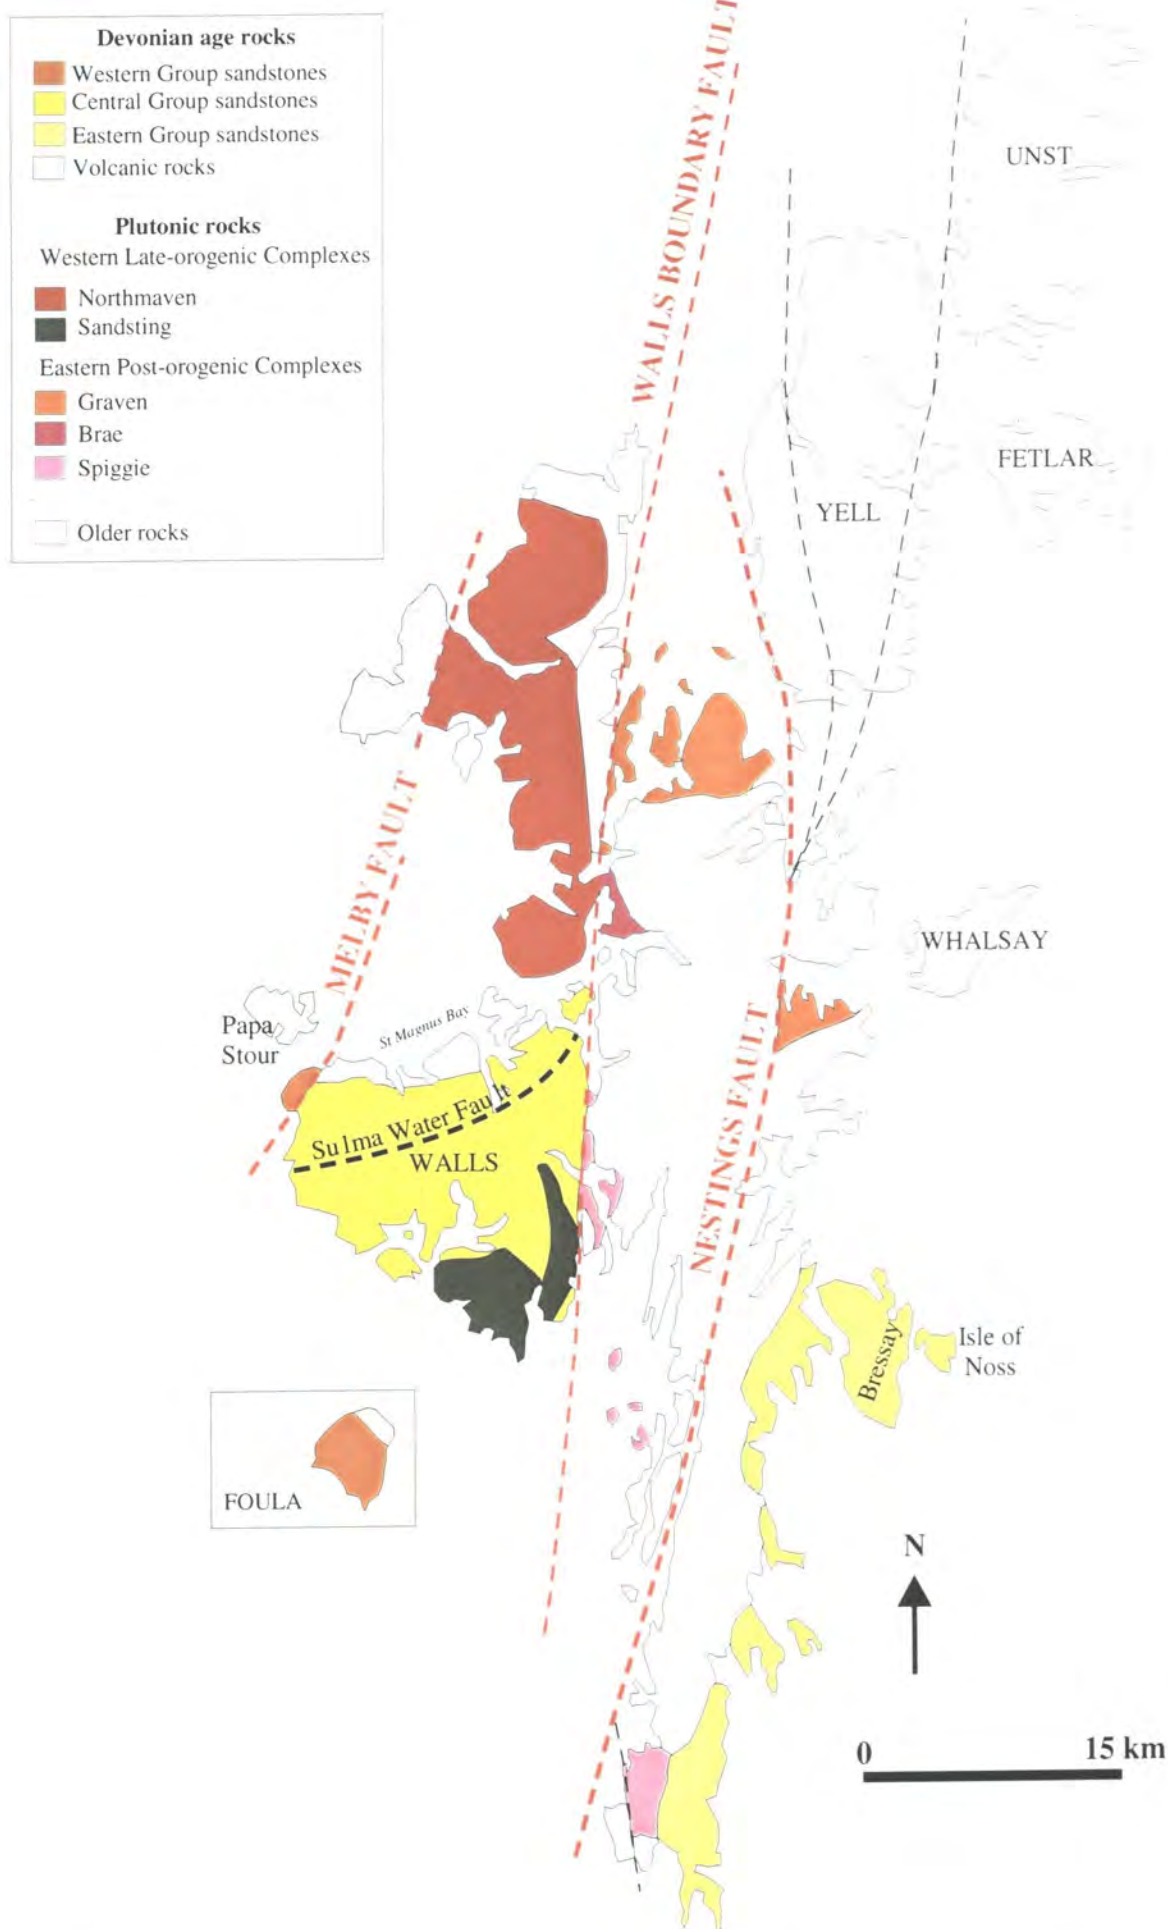 Devonian age rocks
Western Group sandstones
Central Group sandstones
Eastern Group sandstones
Volcanic rocks
Plutonic rocks
Western Late-orogenic Complexes
Northmaven
Sandsting
Eastern Post-orogenic Complexes
Graven
Brae
Spiggie
Older rocks
WALLS BOUNDARY FAULT
UNST
FETLAR
YELL
MELBY FAULT
WHALSAY
Papa
Stour
St Magnus Bay
Sulma Water Fault
WALLS
NESTINGS FAULT
Bressay
Isle of
Noss
FOULA
N
0
15 km